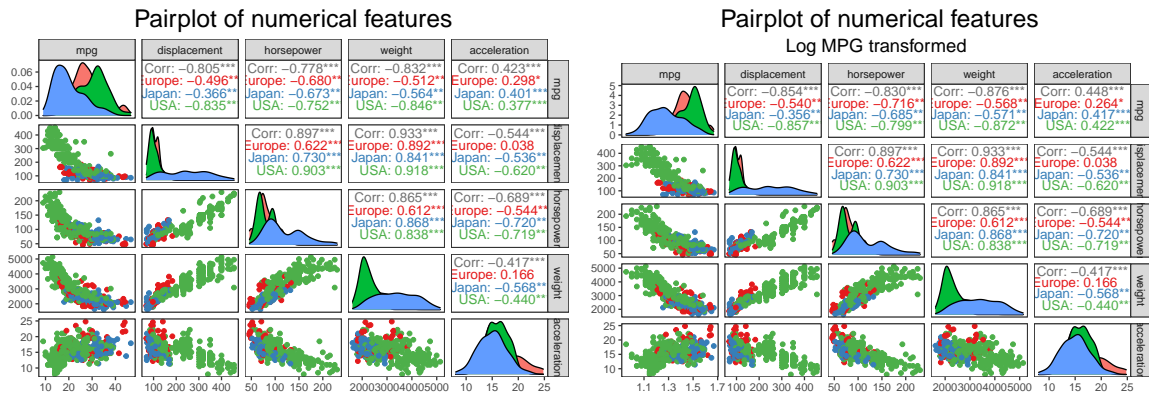 Pairplot of numerical features
mpg displacement horsepower weight acceleration
0.06
0.04
0.02
0.00
Corr: −0.805***
Europe: −0.496**
Japan: −0.366**
USA: −0.835**
Corr: −0.778***
Europe: −0.680**
Japan: −0.673**
USA: −0.752**
Corr: −0.832***
Europe: −0.512**
Japan: −0.564**
USA: −0.846**
Corr: 0.423***
Europe: 0.298*
Japan: 0.401***
USA: 0.377***
mpg
400
300
200
100
Corr: 0.897***
Europe: 0.622***
Japan: 0.730***
USA: 0.903***
Corr: 0.933***
Europe: 0.892***
Japan: 0.841***
USA: 0.918***
Corr: −0.544***
Europe: 0.038
Japan: −0.536**
USA: −0.620**
displacemen
200
150
100
50
Corr: 0.865***
Europe: 0.612***
Japan: 0.868***
USA: 0.838***
Corr: −0.689***
Europe: −0.544**
Japan: −0.720**
USA: −0.719**
horsepower
5000
4000
3000
2000
Corr: −0.417***
Europe: 0.166
Japan: −0.568**
USA: −0.440**
weight
25
22
19
16
13
10
acceleration
10 20 30 40
100 200 300 400
50 100 150 200
2000 3000 4000 5000
10 15 20 25
Pairplot of numerical features
Log MPG transformed
mpg displacement horsepower weight acceleration
5
4
3
2
1
Corr: −0.854***
Europe: −0.540**
Japan: −0.356**
USA: −0.857**
Corr: −0.830***
Europe: −0.716**
Japan: −0.685**
USA: −0.799**
Corr: −0.876***
Europe: −0.568**
Japan: −0.571**
USA: −0.872**
Corr: 0.448***
Europe: 0.264*
Japan: 0.417***
USA: 0.422***
mpg
400
300
200
100
Corr: 0.897***
Europe: 0.622***
Japan: 0.730***
USA: 0.903***
Corr: 0.933***
Europe: 0.892***
Japan: 0.841***
USA: 0.918***
Corr: −0.544***
Europe: 0.038
Japan: −0.536**
USA: −0.620**
isplacemen
200
150
100
50
Corr: 0.865***
Europe: 0.612***
Japan: 0.868***
USA: 0.838***
Corr: −0.689***
Europe: −0.544**
Japan: −0.720**
USA: −0.719**
horsepowe
5000
4000
3000
2000
Corr: −0.417***
Europe: 0.166
Japan: −0.568**
USA: −0.440**
weight
25
20
15
10
acceleration
1.1 1.3 1.5 1.7
100 200 300 400
50 100 150 200
2000 3000 4000 5000
10 15 20 25